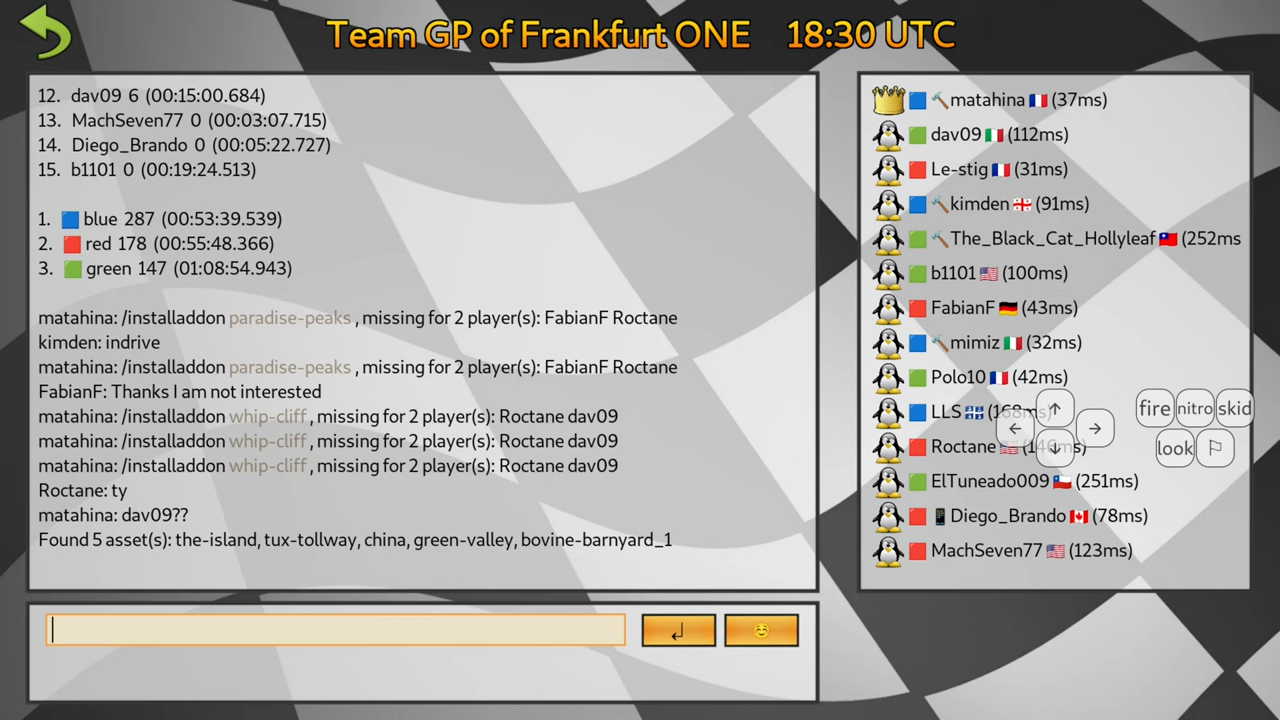 Team GP of Frankfurt ONE 18:30 UTC
12. dav09 6 (00:15:00.684)
13. MachSeven77 0 (00:03:07.715)
14. Diego_Brando 0 (00:05:22.727)
15. b1101 0 (00:19:24.513)
1. 🟦 blue 287 (00:53:39.539)
2. 🟥 red 178 (00:55:48.366)
3. 🟩 green 147 (01:08:54.943)
matahina: /installaddon paradise-peaks , missing for 2 player(s): FabianF Roctane
kimden: indrive
matahina: /installaddon paradise-peaks , missing for 2 player(s): FabianF Roctane
FabianF: Thanks I am not interested
matahina: /installaddon whip-cliff , missing for 2 player(s): Roctane dav09
matahina: /installaddon whip-cliff , missing for 2 player(s): Roctane dav09
matahina: /installaddon whip-cliff , missing for 2 player(s): Roctane dav09
Roctane: ty
matahina: dav09??
Found 5 asset(s): the-island, tux-tollway, china, green-valley, bovine-barnyard_1
matahina (37ms)
dav09 (112ms)
Le-stig (31ms)
kimden (91ms)
The_Black_Cat_Hollyleaf (252ms
b1101 (100ms)
FabianF (43ms)
mimiz (32ms)
Polo10 (42ms)
LLS (168ms)
Roctane (146ms)
ElTuneado009 (251ms)
Diego_Brando (78ms)
MachSeven77 (123ms)
fire nitro skid
look